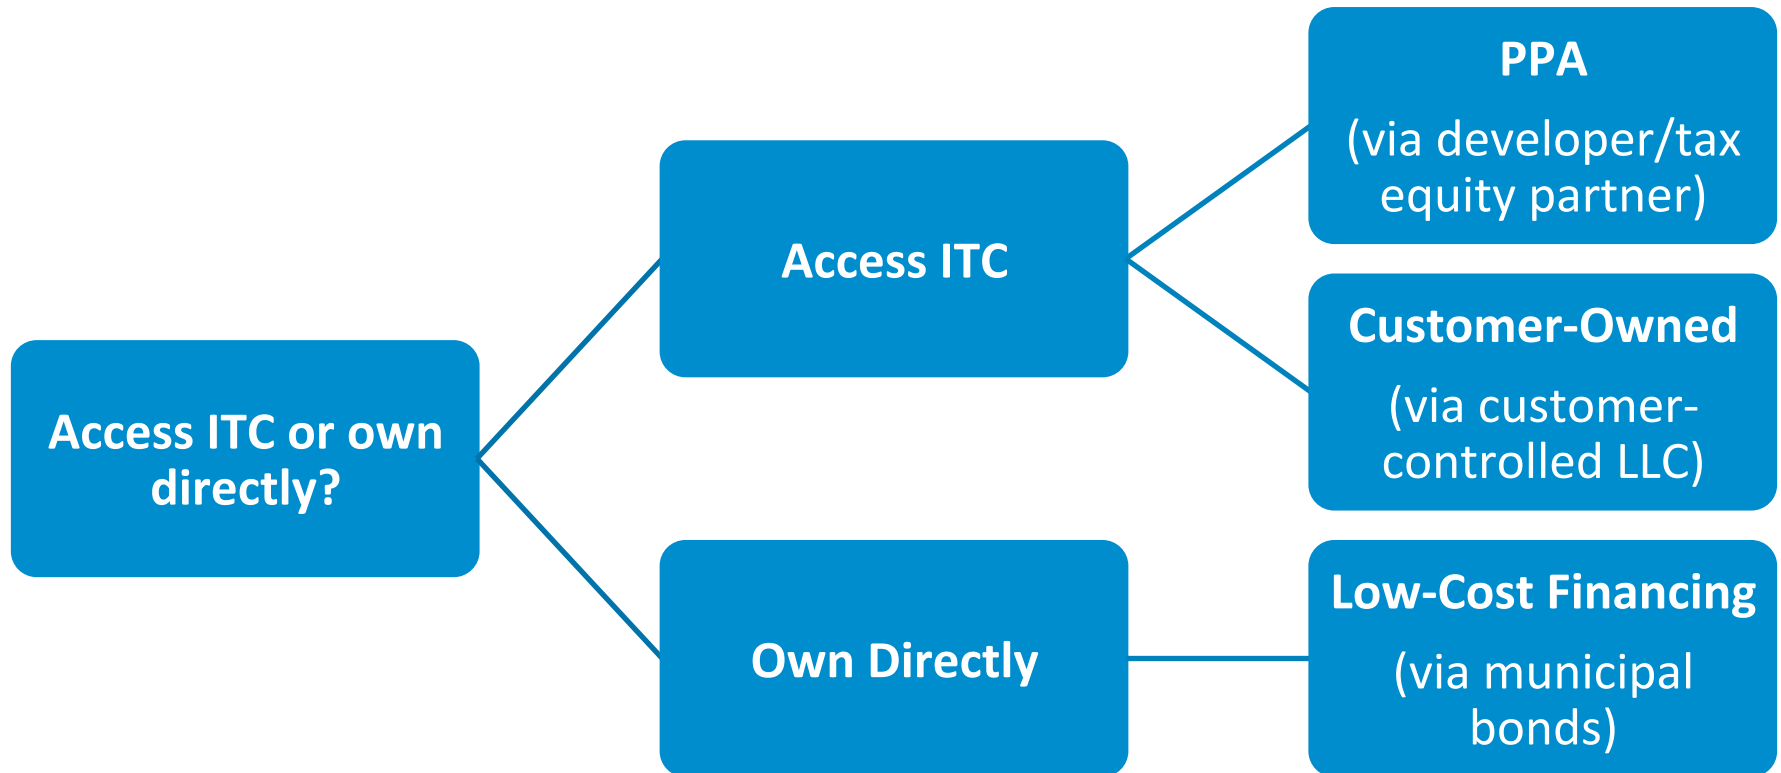 Access ITC or own
directly?
Access ITC
PPA
(via developer/tax
equity partner)
Customer-Owned
(via customer-
controlled LLC)
Own Directly
Low-Cost Financing
(via municipal
bonds)